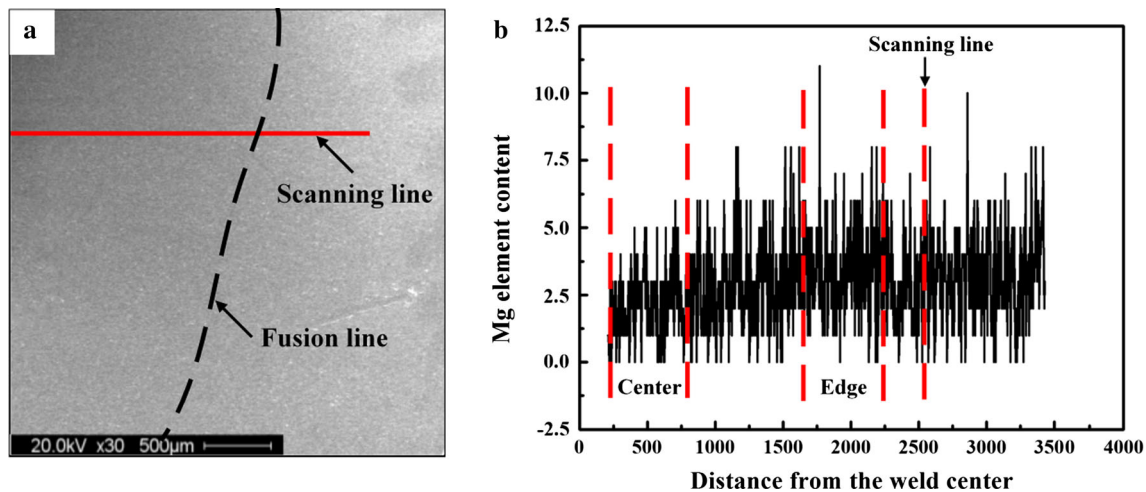 a
Scanning line
Fusion line
20.0kV x30 500μm
b
12.5
10.0
7.5
5.0
2.5
0.0
-2.5
Mg element content
Scanning line
Center
Edge
0 500 1000 1500 2000 2500 3000 3500 4000
Distance from the weld center